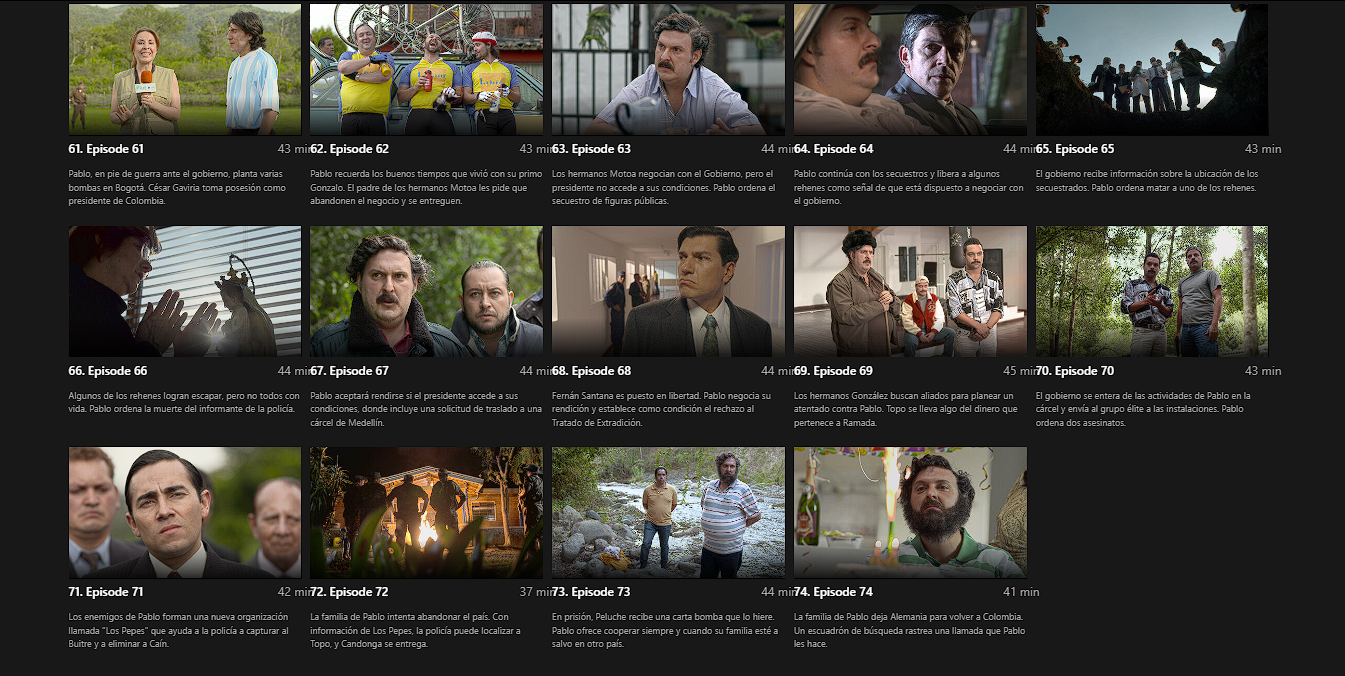 61. Episode 61
43 min
Pablo, en pie de guerra ante el gobierno, planta varias
bombas en Bogotá. César Gaviria toma posesión como
presidente de Colombia.
62. Episode 62
43 min
Pablo recuerda los buenos tiempos que vivió con su primo
Gonzalo. El padre de los hermanos Motoa les pide que
abandonen el negocio y se entreguen.
63. Episode 63
44 min
Los hermanos Motoa negocian con el Gobierno, pero el
presidente no accede a sus condiciones. Pablo ordena el
secuestro de figuras públicas.
64. Episode 64
44 min
Pablo continúa con los secuestros y libera a algunos
rehenes como señal de que está dispuesto a negociar con
el gobierno.
65. Episode 65
43 min
El gobierno recibe información sobre la ubicación de los
secuestrados. Pablo ordena matar a uno de los rehenes.
66. Episode 66
44 min
Algunos de los rehenes logran escapar, pero no todos con
vida. Pablo ordena la muerte del informante de la policía.
67. Episode 67
44 min
Pablo aceptará rendirse si el presidente accede a sus
condiciones, donde incluye una solicitud de traslado a una
cárcel de Medellín.
68. Episode 68
44 min
Fernán Santana es puesto en libertad. Pablo negocia su
rendición y establece como condición el rechazo al
Tratado de Extradición.
69. Episode 69
45 min
Los hermanos González buscan aliados para planear un
atentado contra Pablo. Topo se lleva algo del dinero que
pertenece a Ramada.
70. Episode 70
43 min
El gobierno se entera de las actividades de Pablo en la
cárcel y envía al grupo élite a las instalaciones. Pablo
ordena dos asesinatos.
71. Episode 71
42 min
Los enemigos de Pablo forman una nueva organización
llamada "Los Pepes" que ayuda a la policía a capturar al
Buitre y a eliminar a Caín.
72. Episode 72
37 min
La familia de Pablo intenta abandonar el país. Con
información de Los Pepes, la policía puede localizar a
Topo, y Candonga se entrega.
73. Episode 73
44 min
En prisión, Peluche recibe una carta bomba que lo hiere.
Pablo ofrece cooperar siempre y cuando su familia esté a
salvo en otro país.
74. Episode 74
41 min
La familia de Pablo deja Alemania para volver a Colombia.
Un escuadrón de búsqueda rastrea una llamada que Pablo
les hace.